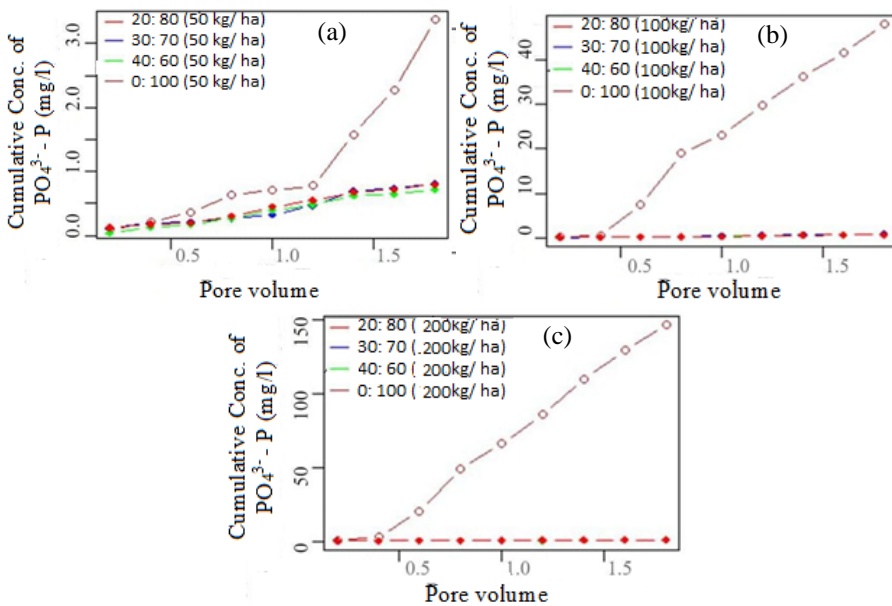 (a)
20: 80 (50 kg/ ha)
30: 70 (50 kg/ ha)
40: 60 (50 kg/ ha)
0: 100 (50 kg/ ha)
Cumulative Conc. of
PO₄³⁻ - P (mg/l)
0.0 1.0 2.0 3.0
0.5 1.0 1.5
Pore volume
(b)
20: 80 (100kg/ ha)
30: 70 (100kg/ ha)
40: 60 (100kg/ ha)
0: 100 (100kg/ ha)
Cumulative Conc. of
PO₄³⁻ - P (mg/l)
0 10 20 30 40
0.5 1.0 1.5
Pore volume
(c)
20: 80 ( 200kg/ ha)
30: 70 ( .200kg/ ha)
40: 60 ( 200kg/ ha)
0: 100 ( 200kg/ ha)
Cumulative Conc. of
PO₄³⁻ - P (mg/l)
0 50 100 150
0.5 1.0 1.5
Pore volume